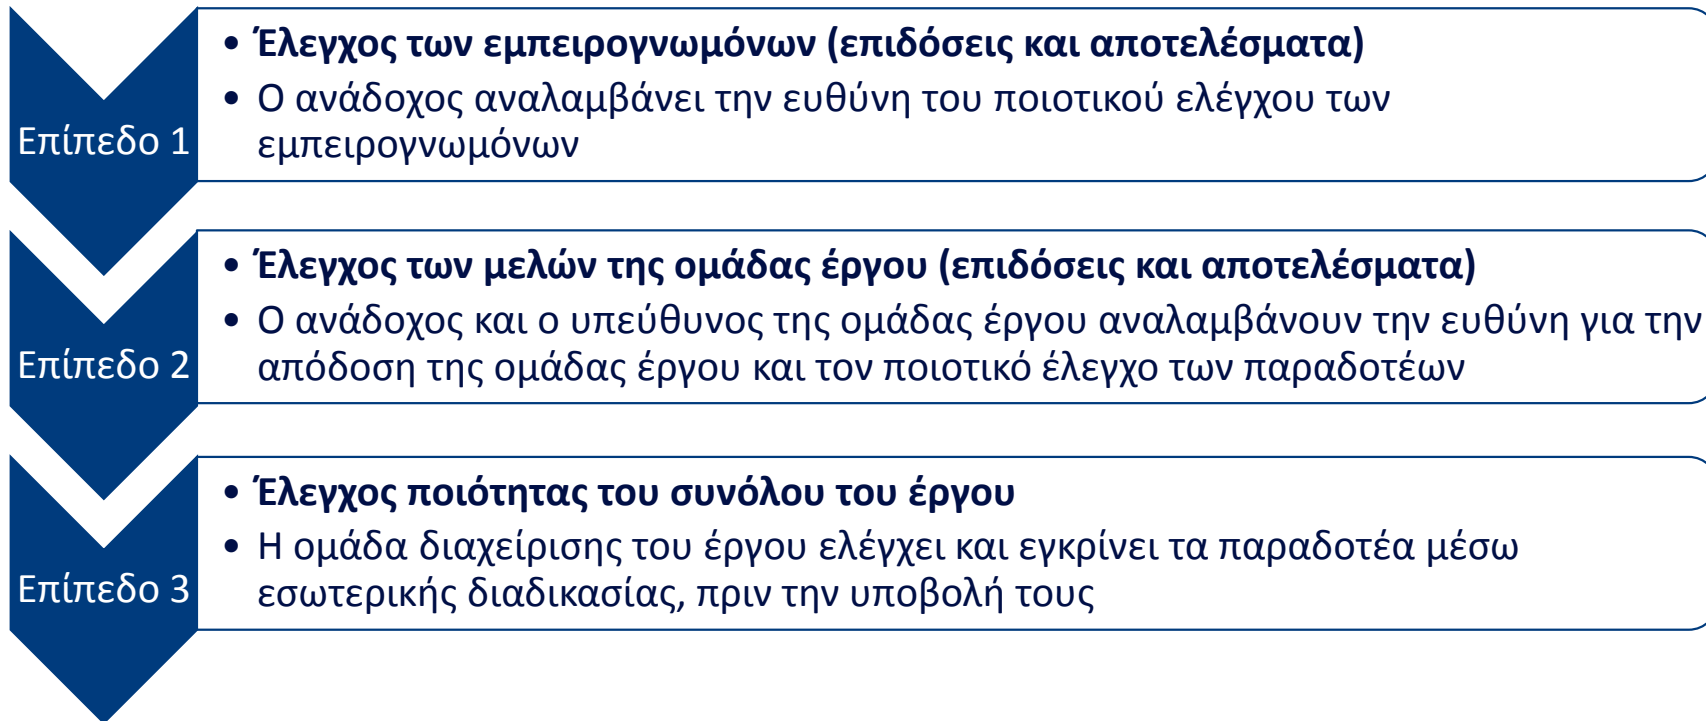 Επίπεδο 1
• Έλεγχος των εμπειρογνωμόνων (επιδόσεις και αποτελέσματα)
• Ο ανάδοχος αναλαμβάνει την ευθύνη του ποιοτικού ελέγχου των
εμπειρογνωμόνων
Επίπεδο 2
• Έλεγχος των μελών της ομάδας έργου (επιδόσεις και αποτελέσματα)
• Ο ανάδοχος και ο υπεύθυνος της ομάδας έργου αναλαμβάνουν την ευθύνη για την
απόδοση της ομάδας έργου και τον ποιοτικό έλεγχο των παραδοτέων
Επίπεδο 3
• Έλεγχος ποιότητας του συνόλου του έργου
• Η ομάδα διαχείρισης του έργου ελέγχει και εγκρίνει τα παραδοτέα μέσω
εσωτερικής διαδικασίας, πριν την υποβολή τους